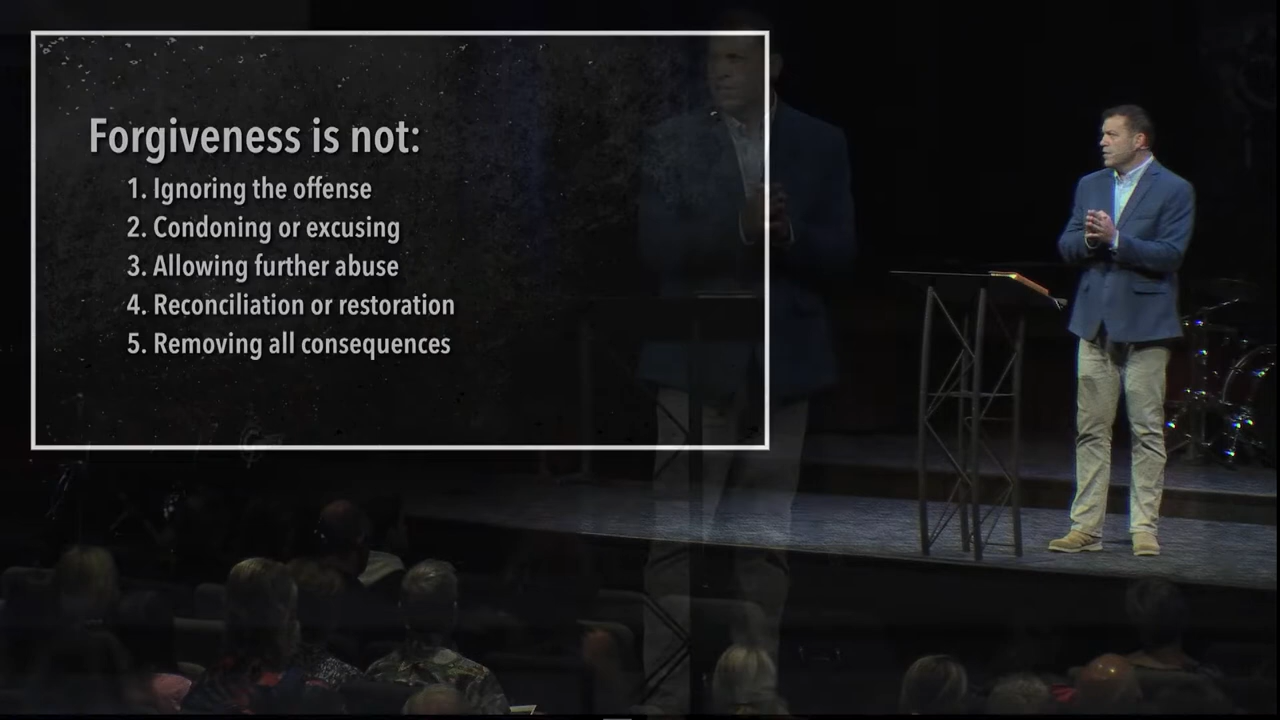 Forgiveness is not:
1. Ignoring the offense
2. Condoning or excusing
3. Allowing further abuse
4. Reconciliation or restoration
5. Removing all consequences